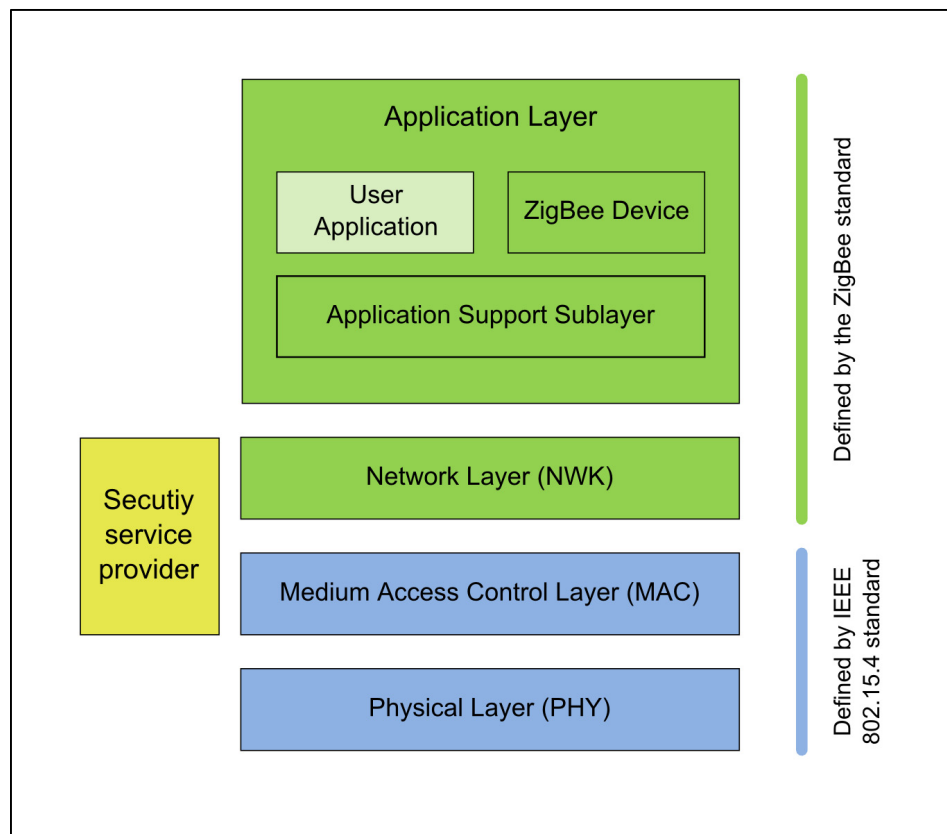 Application Layer
User
Application
ZigBee Device
Application Support Sublayer
Secutiy
service
provider
Network Layer (NWK)
Medium Access Control Layer (MAC)
Physical Layer (PHY)
Defined by the ZigBee standard
Defined by IEEE
802.15.4 standard